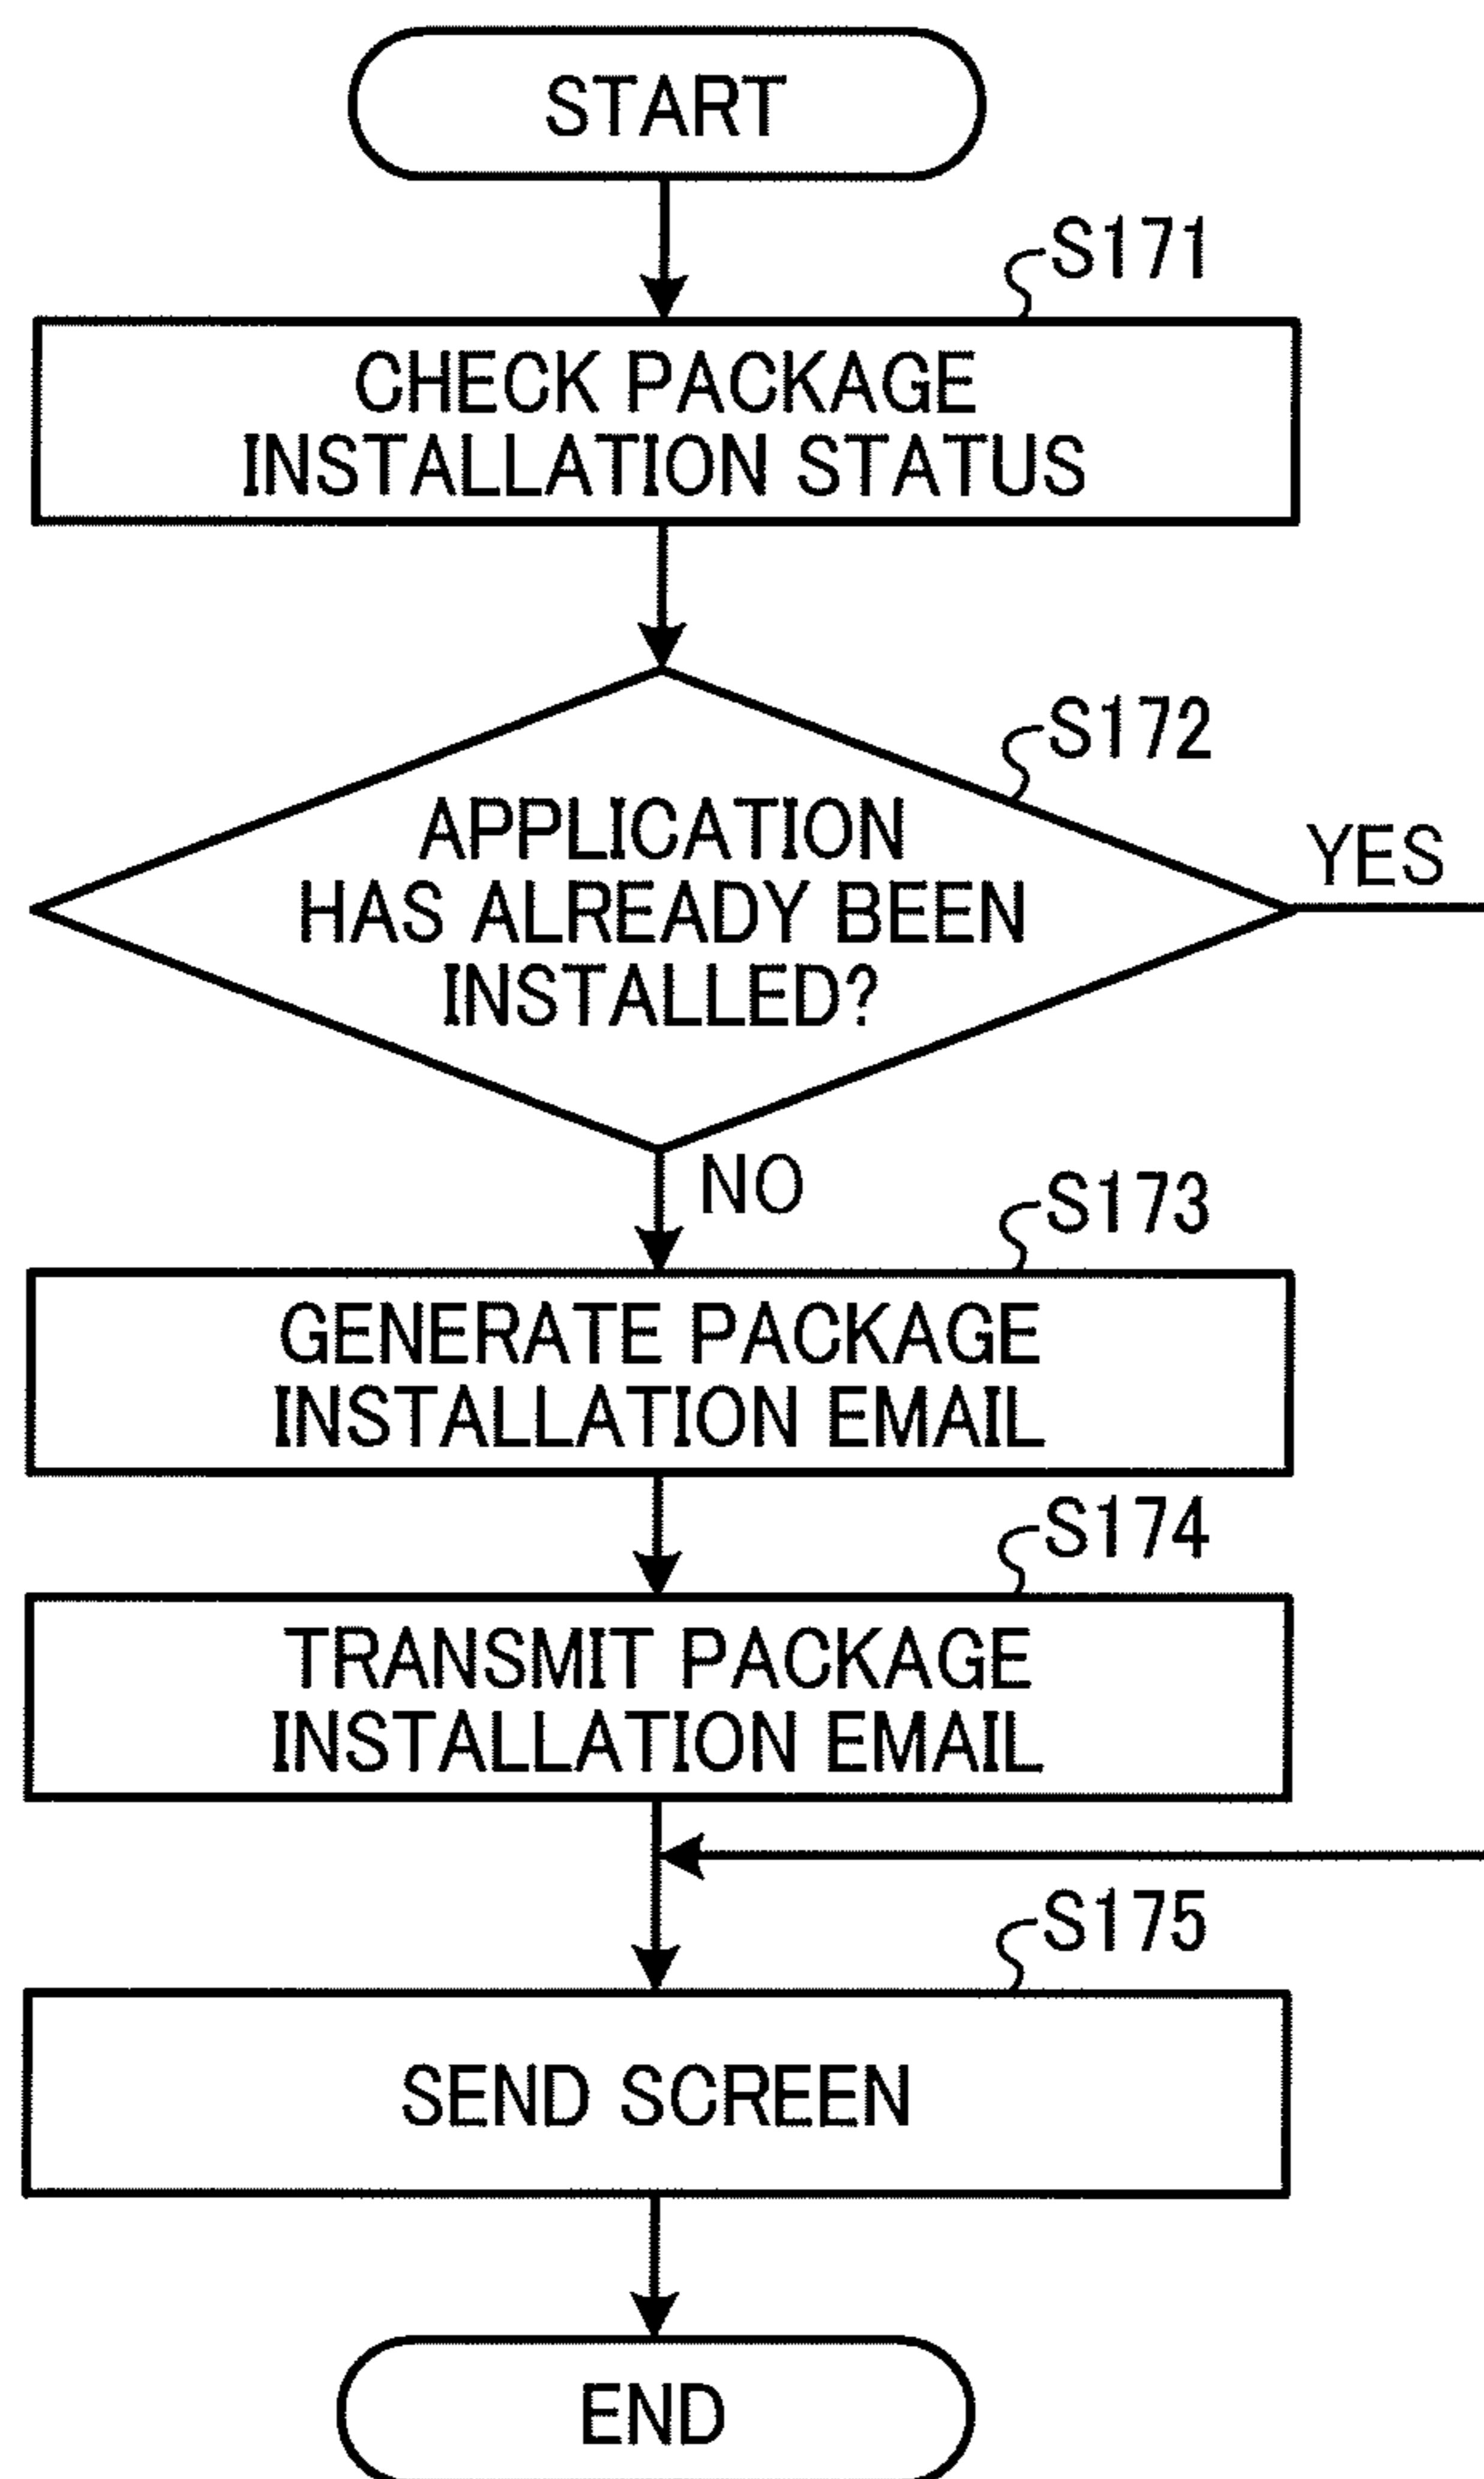 START
S171
CHECK PACKAGE
INSTALLATION STATUS
S172
APPLICATION
HAS ALREADY BEEN
INSTALLED?
YES
NO
S173
GENERATE PACKAGE
INSTALLATION EMAIL
S174
TRANSMIT PACKAGE
INSTALLATION EMAIL
S175
SEND SCREEN
END